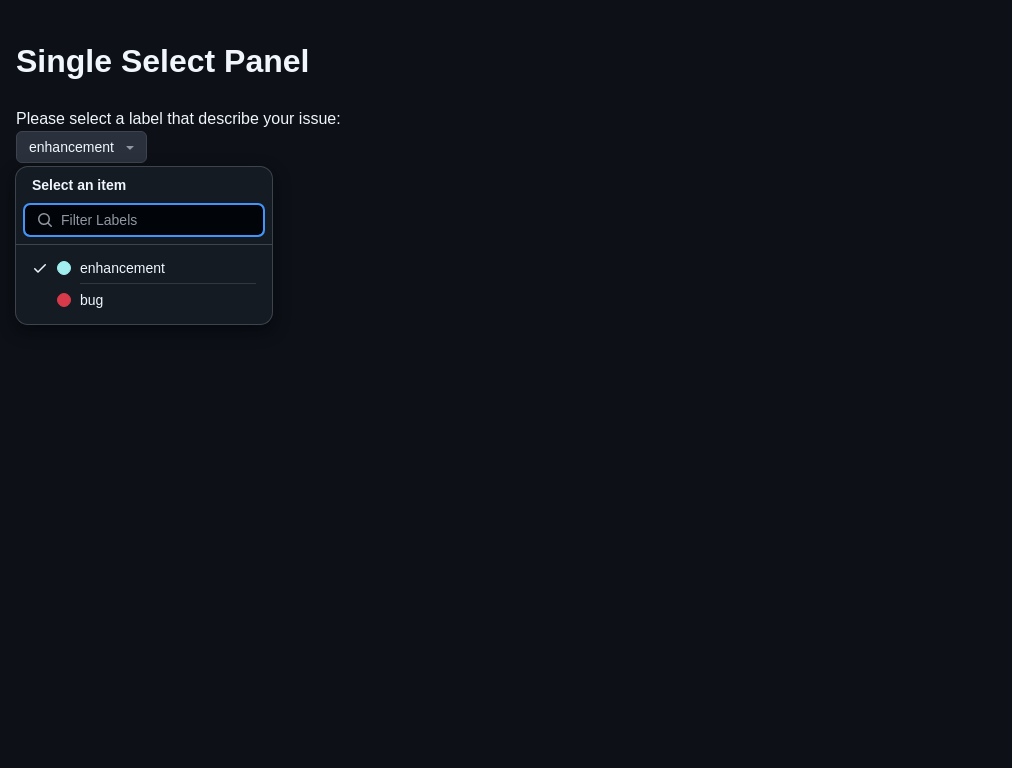 Single Select Panel
Please select a label that describe your issue:
enhancement
Select an item
Filter Labels
enhancement
bug